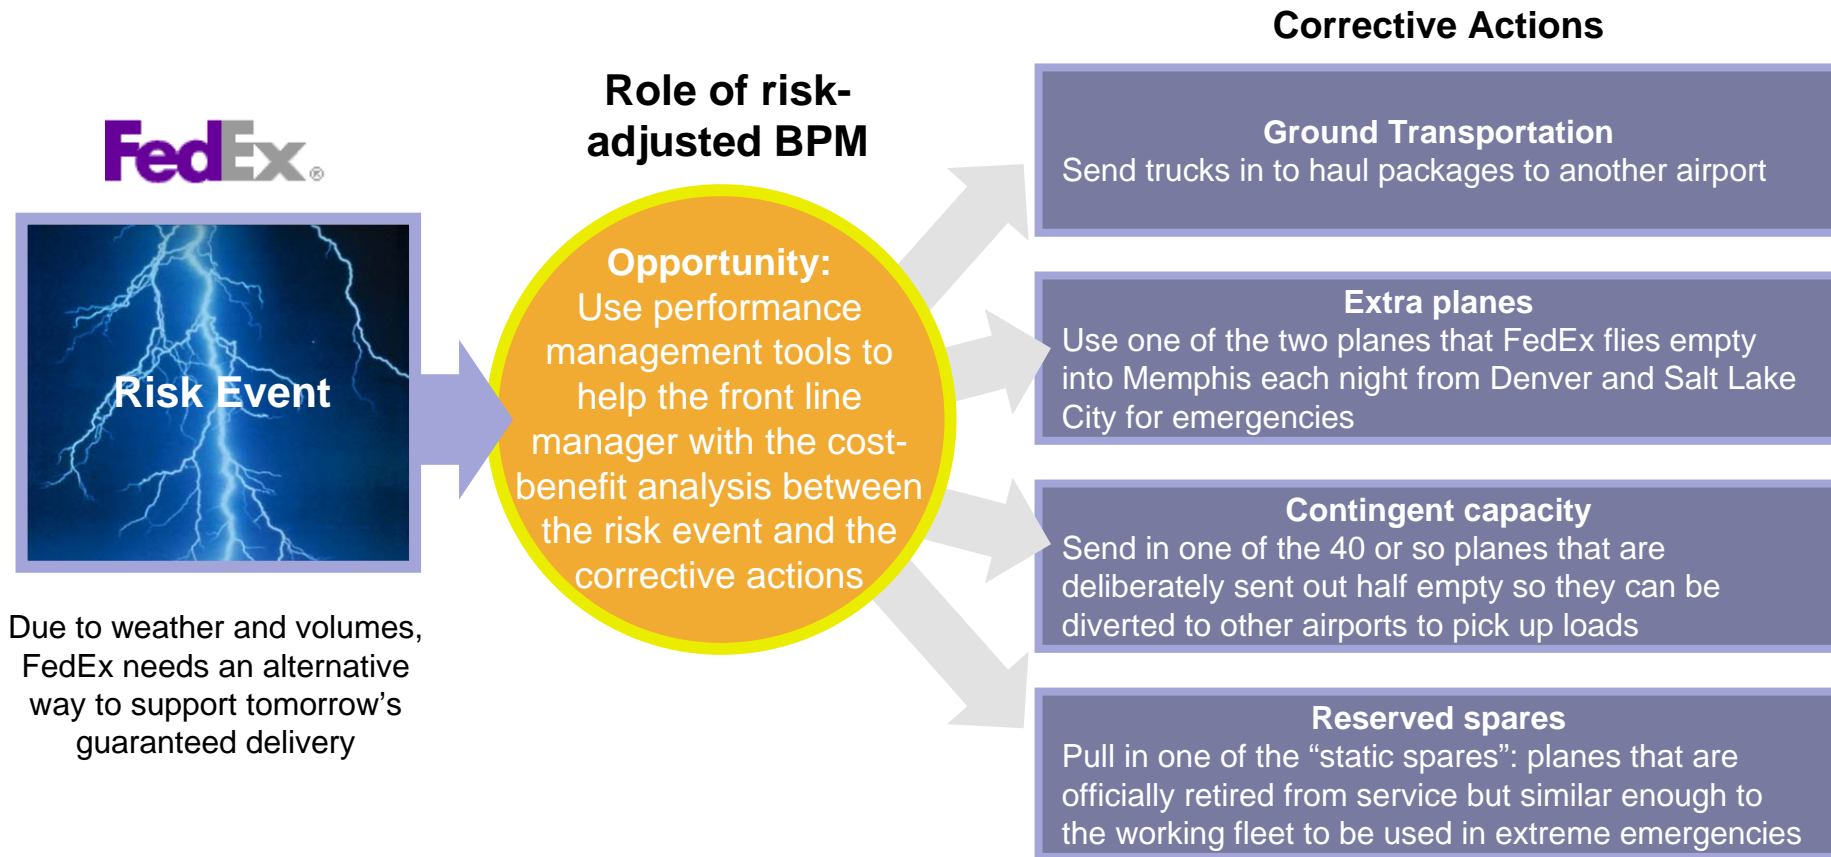 FedEx®
Risk Event
Due to weather and volumes,
FedEx needs an alternative
way to support tomorrow’s
guaranteed delivery
Role of risk-
adjusted BPM
Opportunity:
Use performance
management tools to
help the front line
manager with the cost-
benefit analysis between
the risk event and the
corrective actions
Corrective Actions
Ground Transportation
Send trucks in to haul packages to another airport
Extra planes
Use one of the two planes that FedEx flies empty
into Memphis each night from Denver and Salt Lake
City for emergencies
Contingent capacity
Send in one of the 40 or so planes that are
deliberately sent out half empty so they can be
diverted to other airports to pick up loads
Reserved spares
Pull in one of the “static spares”: planes that are
officially retired from service but similar enough to
the working fleet to be used in extreme emergencies